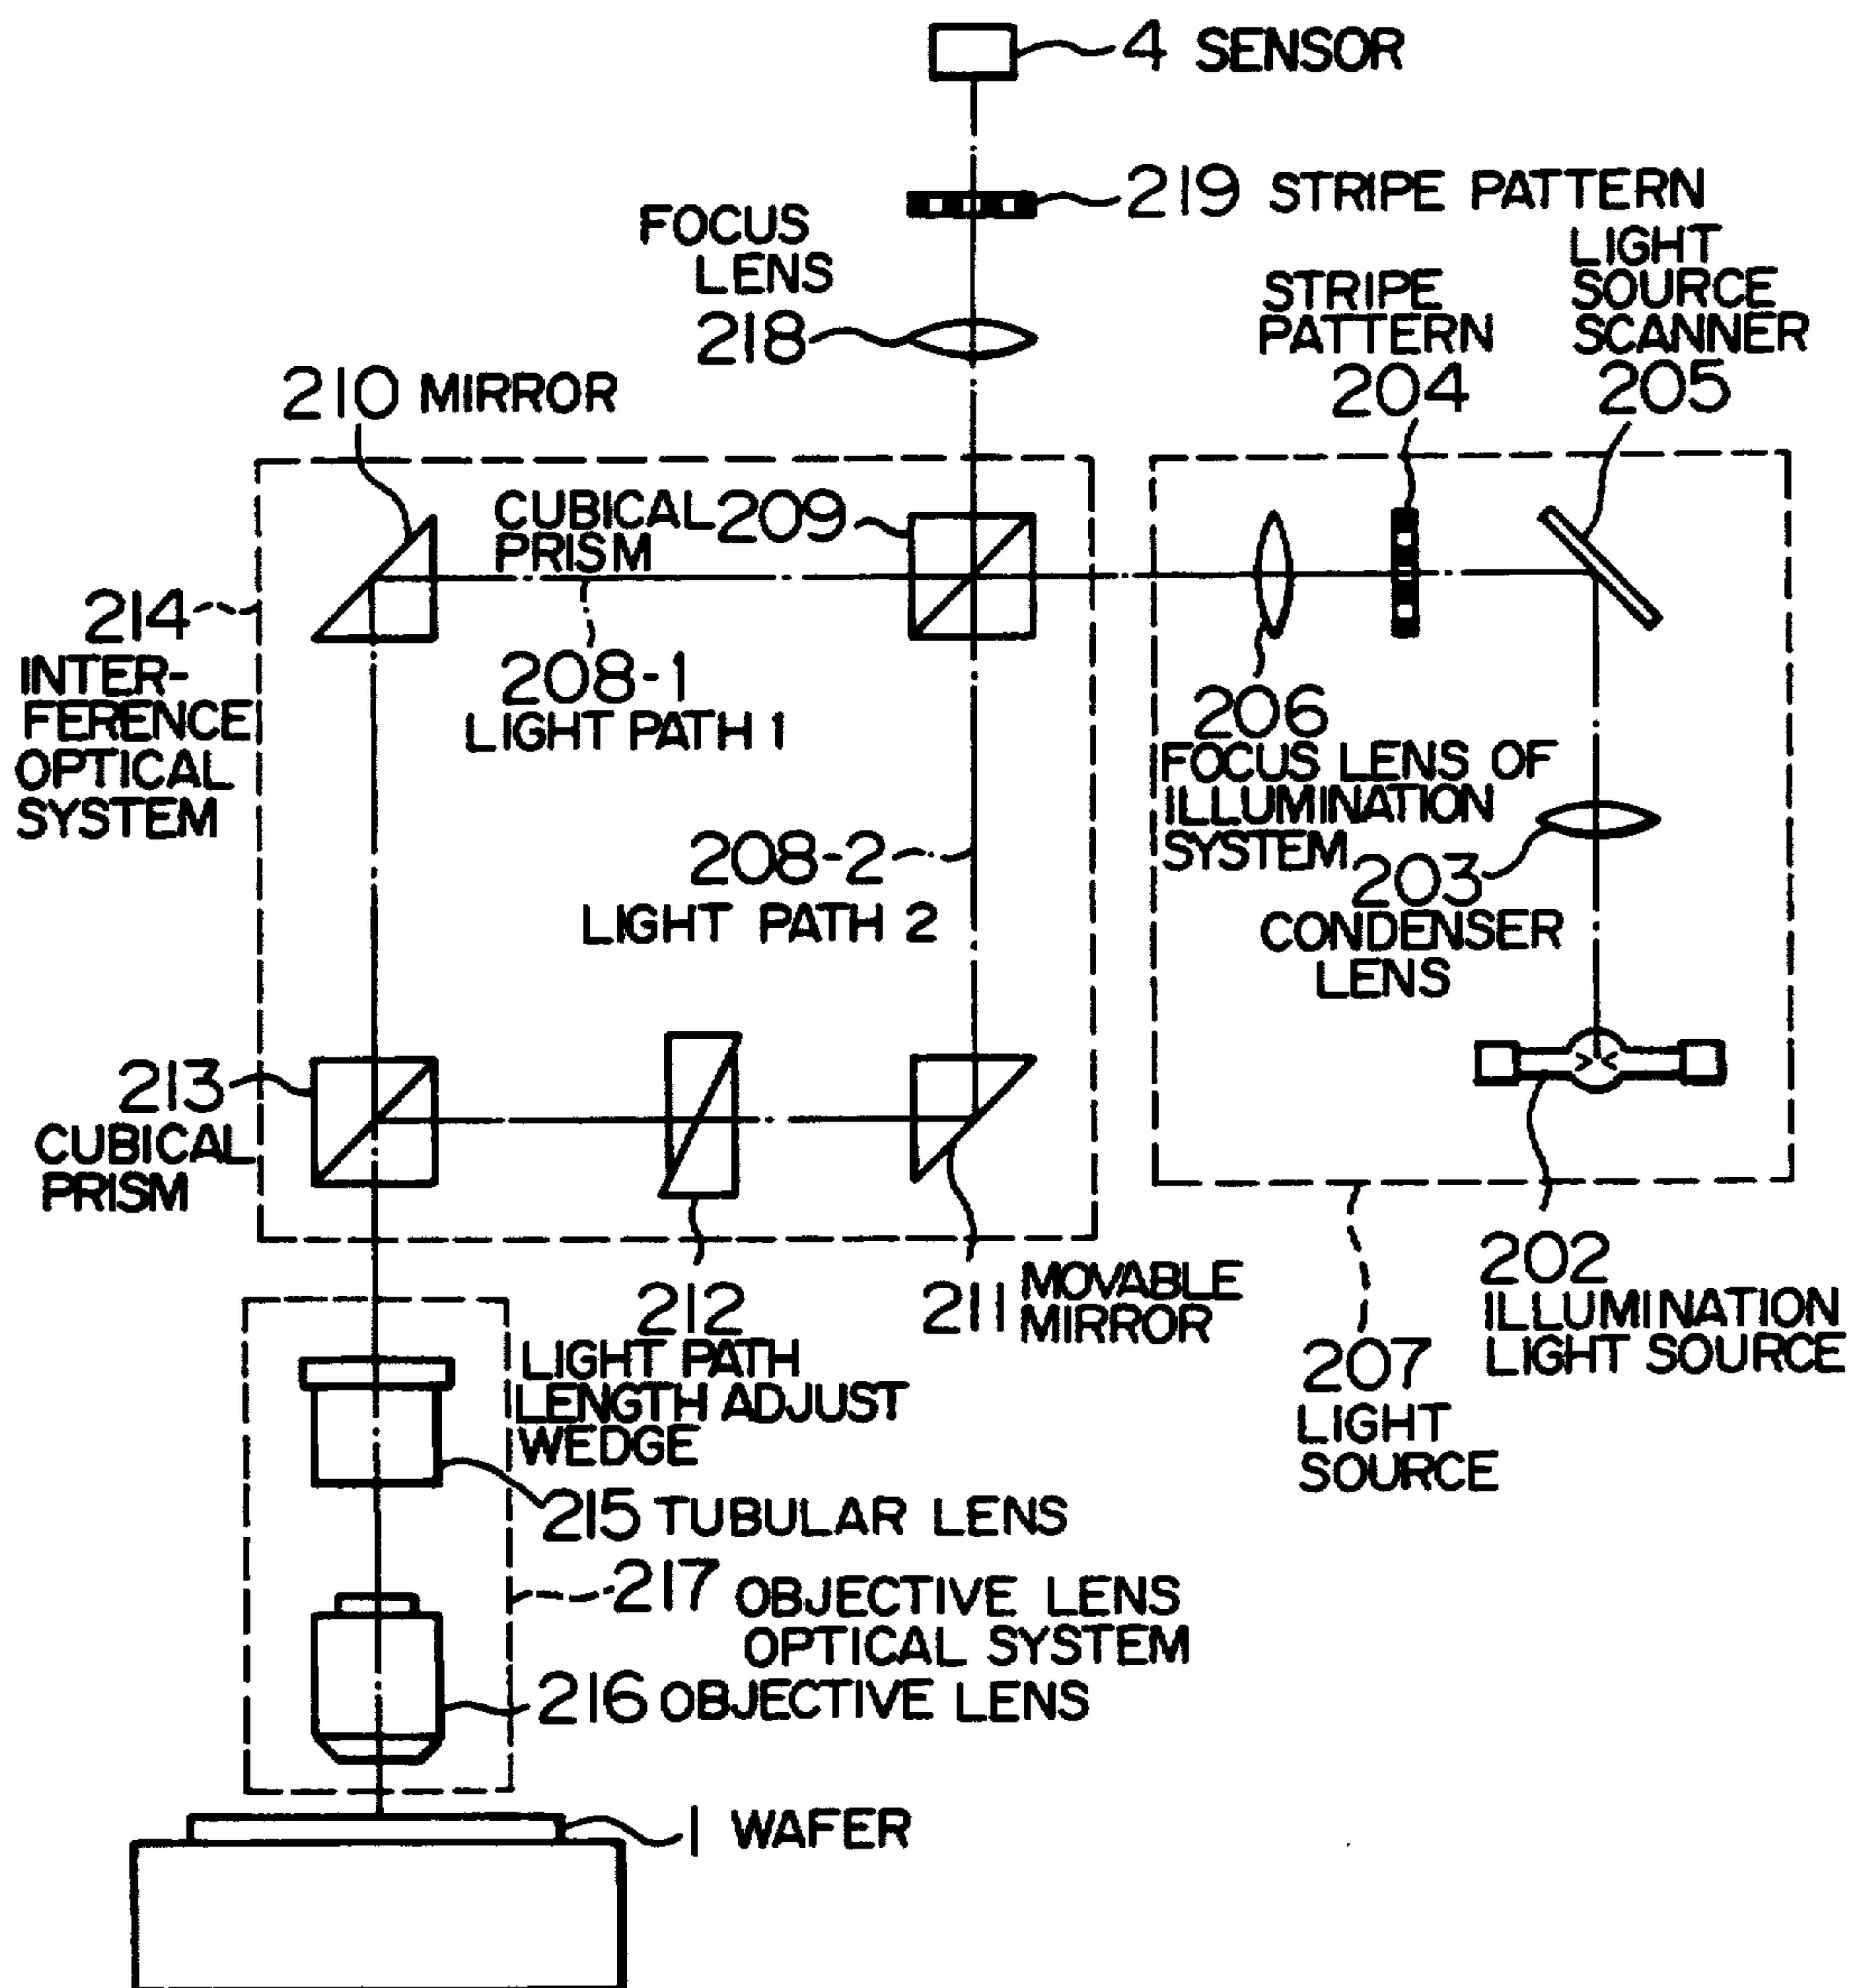 4 SENSOR
219 STRIPE PATTERN
FOCUS
LENS
218
STRIPE
PATTERN
204
LIGHT
SOURCE
SCANNER
205
210 MIRROR
CUBICAL 209
PRISM
214
INTER-
FERENCE
OPTICAL
SYSTEM
208-1
LIGHT PATH 1
206
FOCUS LENS OF
ILLUMINATION
SYSTEM
208-2
LIGHT PATH 2
203
CONDENSER
LENS
213
CUBICAL
PRISM
212
LIGHT PATH
LENGTH ADJUST
WEDGE
211 MOVABLE
MIRROR
202
ILLUMINATION
LIGHT SOURCE
207
LIGHT
SOURCE
215 TUBULAR LENS
217 OBJECTIVE LENS
OPTICAL SYSTEM
216 OBJECTIVE LENS
1 WAFER